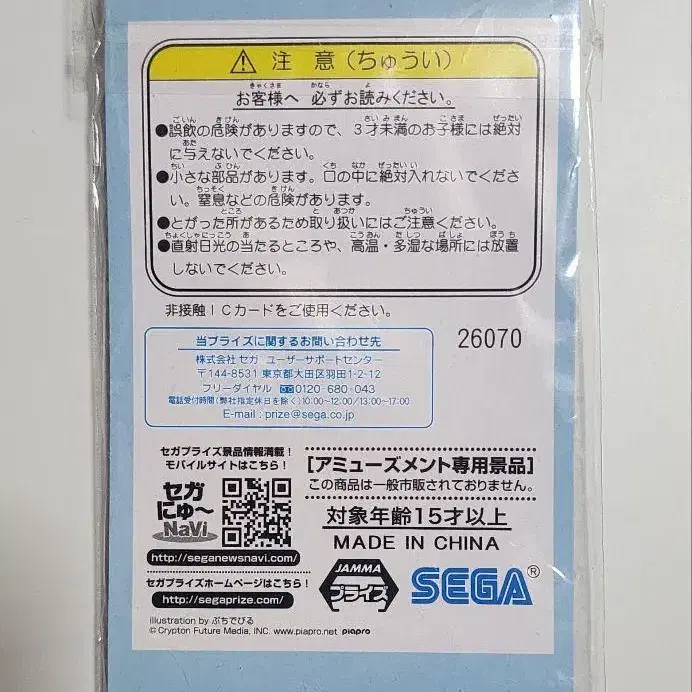 ⚠ 注意(ちゅうい)
お客様へ 必ずお読みください。
●誤飲の危険がありますので、3才未満のお子様には絶対
に与えないでください。
●小さな部品があります。口の中に絶対入れないでくださ
い。窒息などの危険があります。
●とがった所があるため取り扱いにはご注意ください。
●直射日光の当たるところや、高温・多湿な場所には放置
しないでください。
非接触ICカードをご使用ください。
当プライズに関するお問い合わせ先
株式会社セガ ユーザーサポートセンター
〒144-8531 東京都大田区羽田1-2-12
フリーダイヤル 0120-680-043
電話受付時間(弊社指定休日を除く)10:00~12:00/13:00~17:00
E-mail:prize@sega.co.jp
26070
セガプライズ景品情報満載!
モバイルサイトはこちら!
セガ
にゅ~
NaVi
http://seganewsnavi.com/
セガプライズホームページはこちら!
http://segaprize.com/
[アミューズメント専用景品]
この商品は一般市販されておりません。
対象年齢15才以上
MADE IN CHINA
JAMMA
プライズ
SEGA®
illustration by ぶちでびる
© Crypton Future Media, INC. www.piapro.net piapro